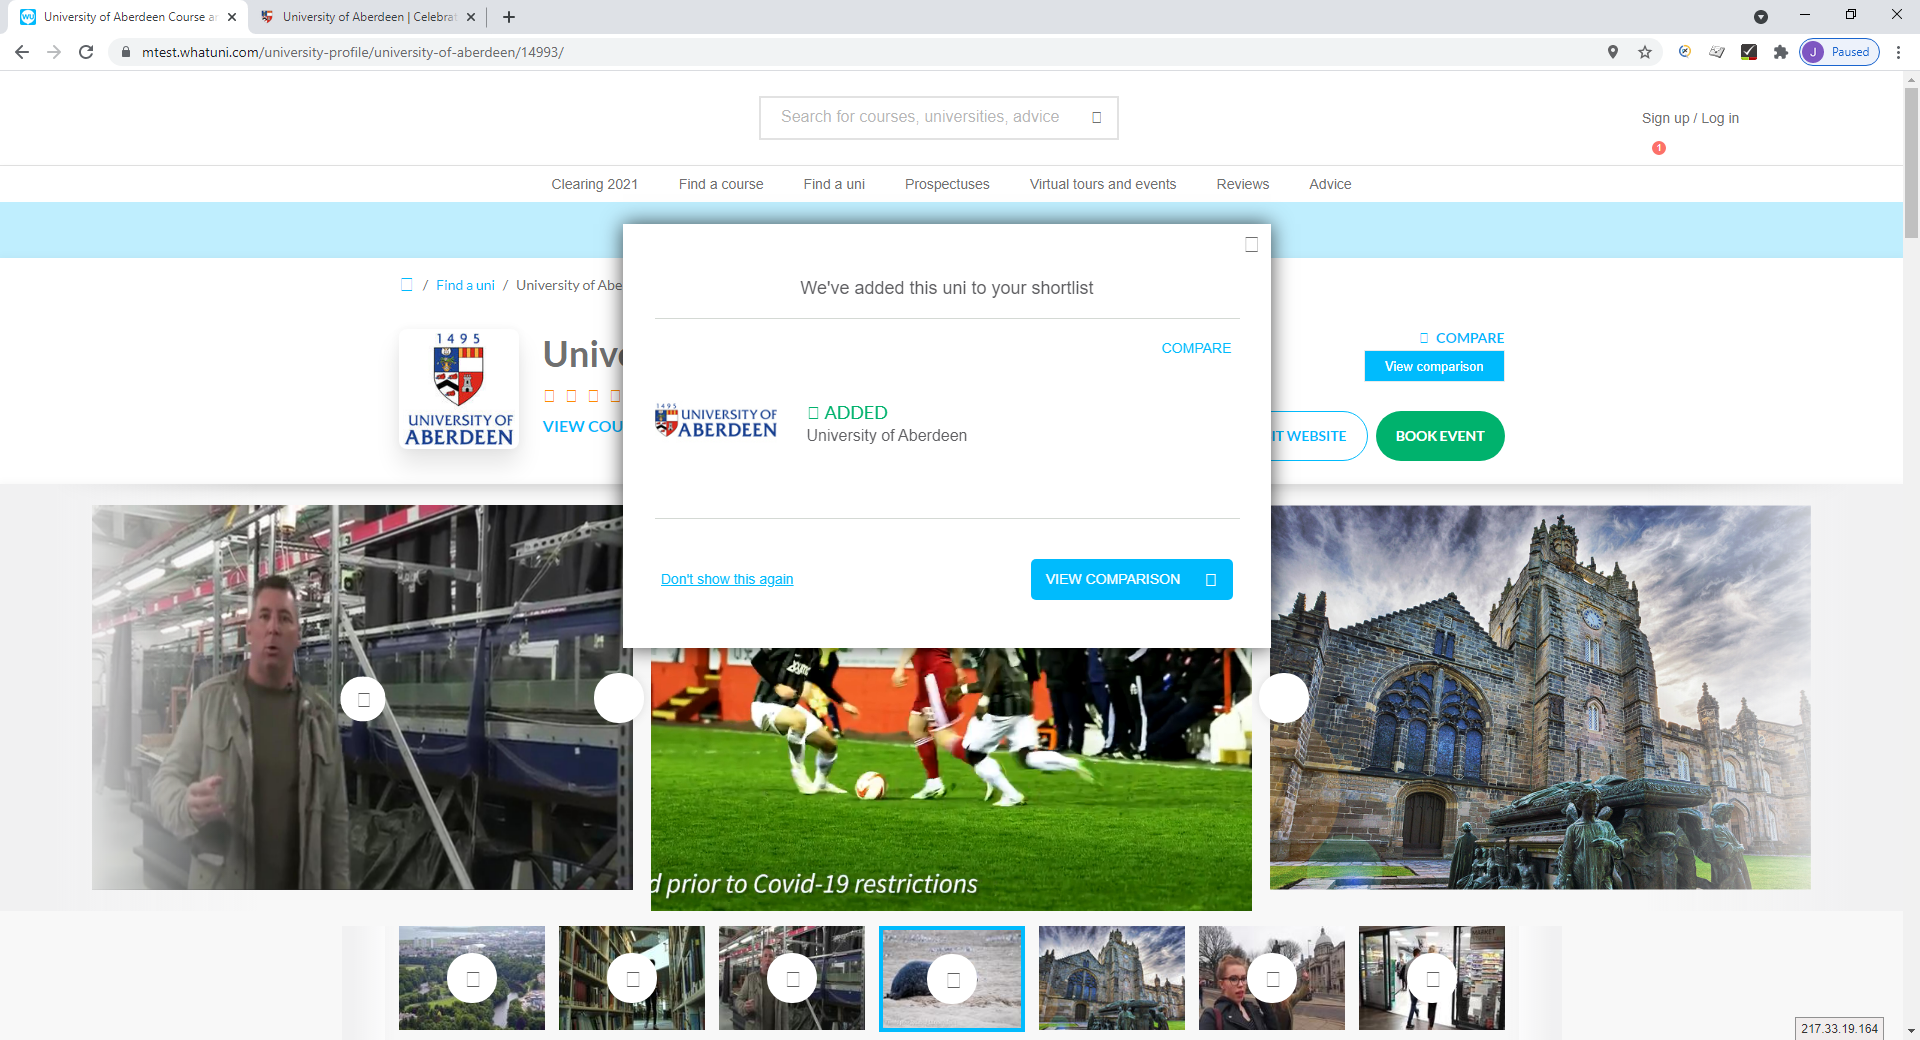 University of Aberdeen Course a
University of Aberdeen | Celebrat
mtest.whatuni.com/university-profile/university-of-aberdeen/14993/
J Paused
Search for courses, universities, advice
Sign up / Log in
1
Clearing 2021 Find a course Find a uni Prospectuses Virtual tours and events Reviews Advice
We've added this uni to your shortlist
/ Find a uni / University of Abe
COMPARE
COMPARE
View comparison
1495
UNIVERSITY OF
ABERDEEN
Unive
VIEW COU
1495
UNIVERSITY OF
ABERDEEN
ADDED
University of Aberdeen
IT WEBSITE
BOOK EVENT
Don't show this again
VIEW COMPARISON
d prior to Covid-19 restrictions
217.33.19.164